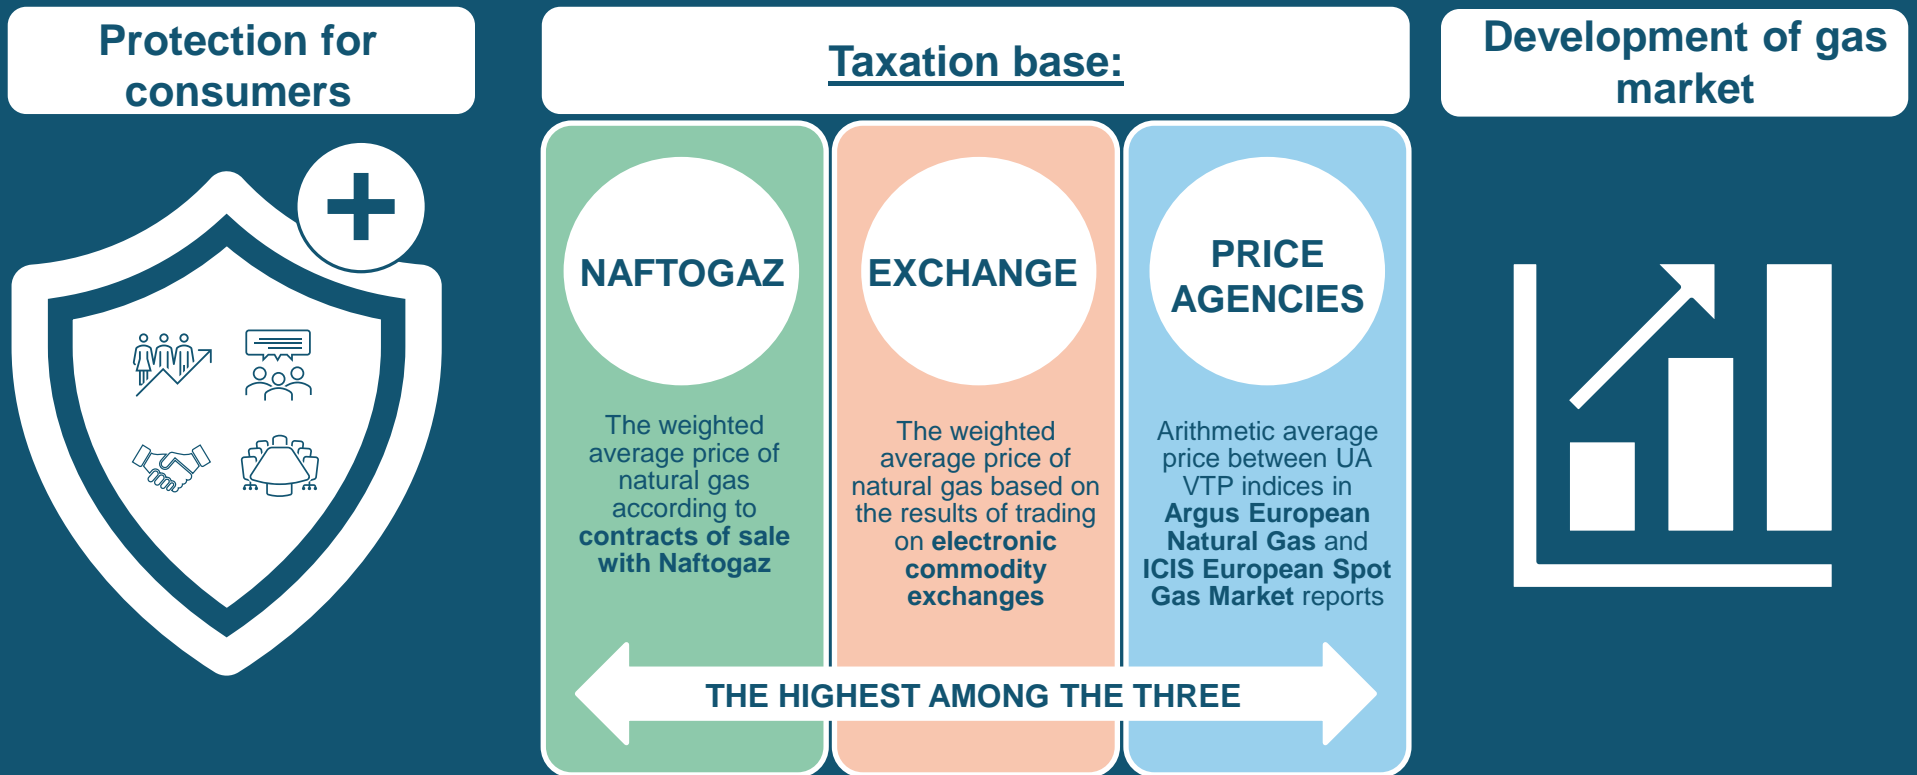 Protection for
consumers
Taxation base:
Development of gas
market
NAFTOGAZ
The weighted
average price of
natural gas
according to
contracts of sale
with Naftogaz
EXCHANGE
The weighted
average price of
natural gas based on
the results of trading
on electronic
commodity
exchanges
PRICE
AGENCIES
Arithmetic average
price between UA
VTP indices in
Argus European
Natural Gas and
ICIS European Spot
Gas Market reports
THE HIGHEST AMONG THE THREE